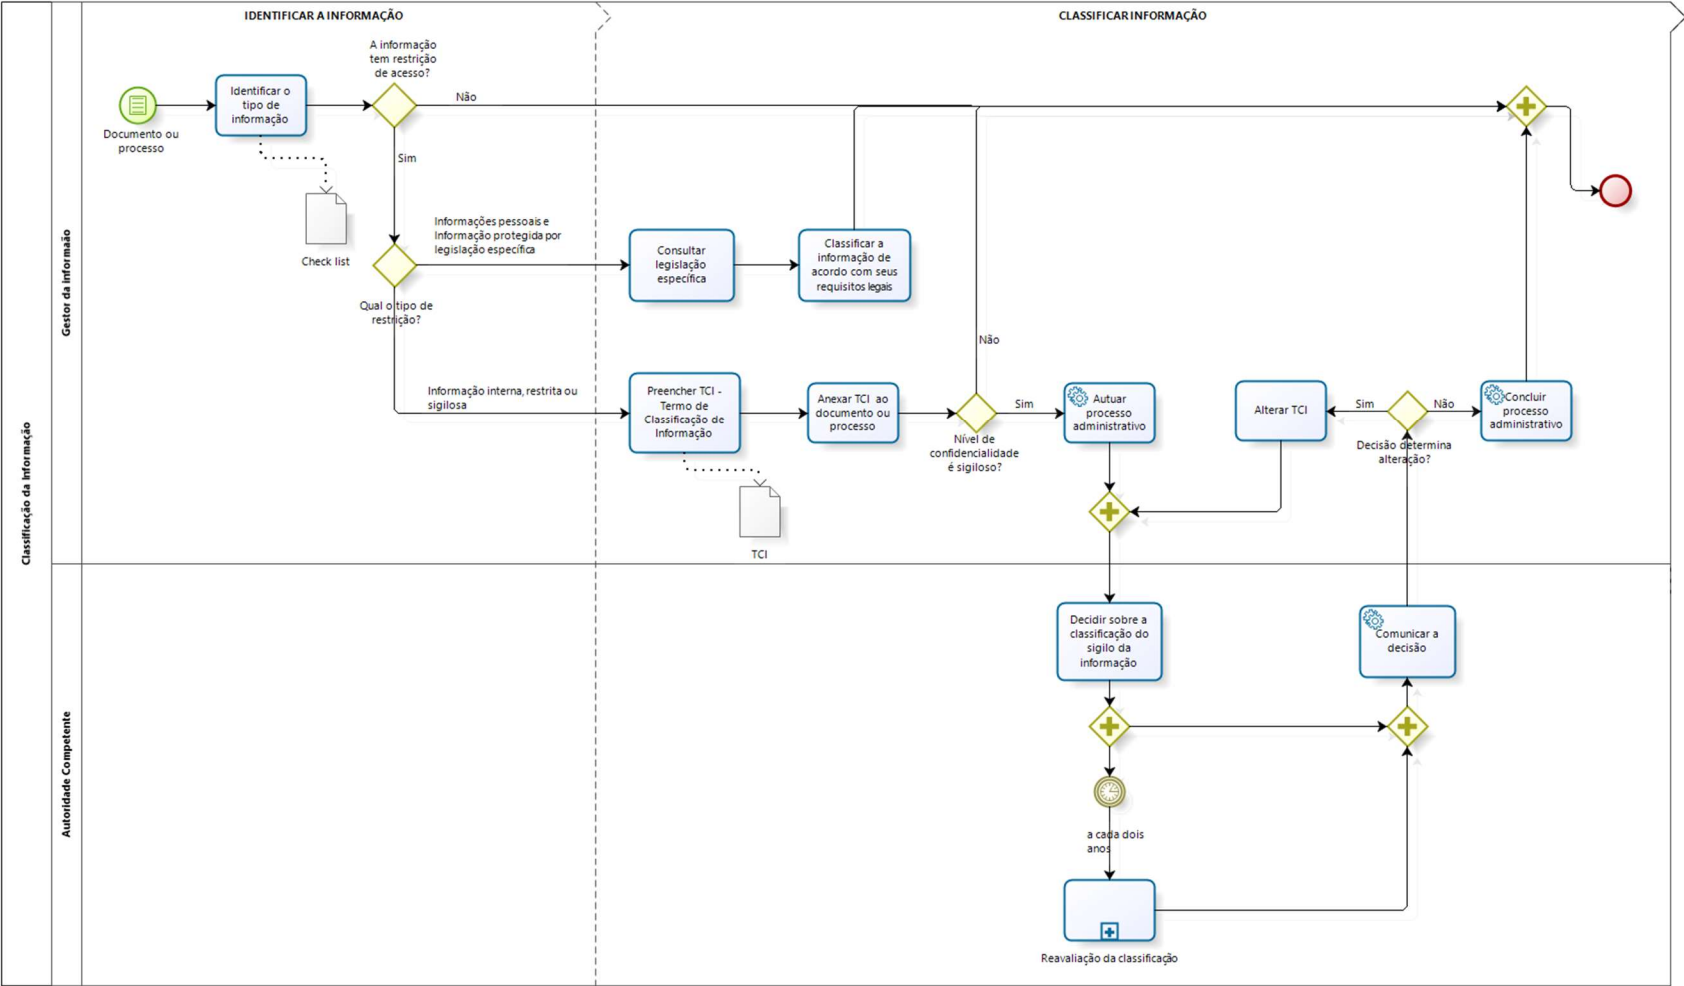 IDENTIFICAR A INFORMAÇÃO
CLASSIFICAR INFORMAÇÃO
Classificação da Informação
Gestor da informaão
Autoridade Competente
Documento ou
processo
Identificar o
tipo de
informação
A informação
tem restrição
de acesso?
Não
Sim
Check list
Informações pessoais e
Informação protegida por
legislação específica
Qual o tipo de
restrição?
Consultar
legislação
específica
Classificar a
informação de
acordo com seus
requisitos legais
Informação interna, restrita ou
sigilosa
Preencher TCI -
Termo de
Classificação de
Informação
TCI
Anexar TCI ao
documento ou
processo
Não
Nível de
confidencialidade
é sigiloso?
Sim
Autuar
processo
administrativo
Alterar TCI
Sim
Não
Decisão determina
alteração?
Concluir
processo
administrativo
Decidir sobre a
classificação do
sigilo da
informação
Comunicar a
decisão
a cada dois
anos
Reavaliação da classificação